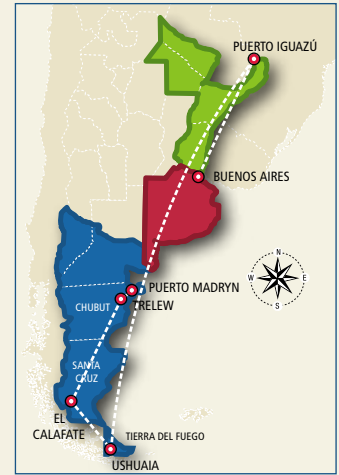 PUERTO IGUAZÚ
BUENOS AIRES
N
W E
S
PUERTO MADRYN
CHUBUT
TRELEW
SANTA
CRUZ
EL
CALAFATE
TIERRA DEL FUEGO
USHUAIA